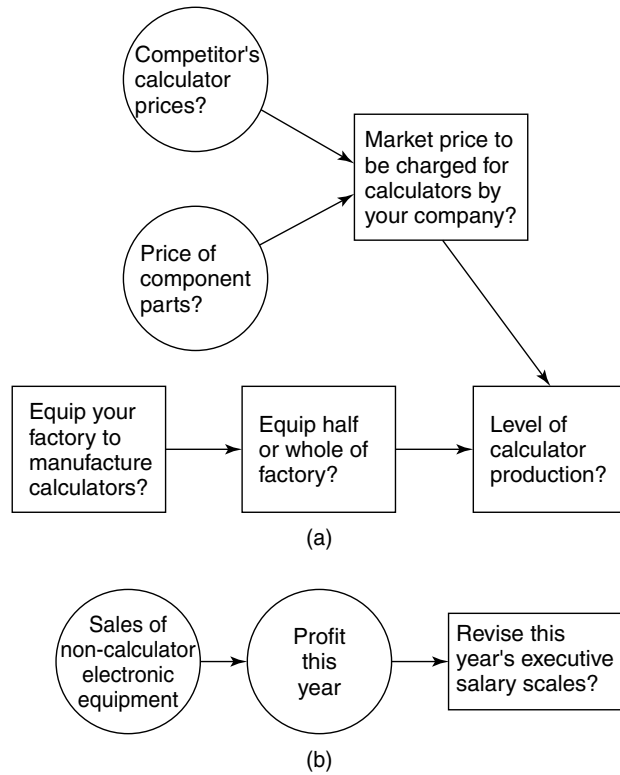 Competitor's
calculator
prices?
Market price to
be charged for
calculators by
your company?
Price of
component
parts?
Equip your
factory to
manufacture
calculators?
Equip half
or whole of
factory?
Level of
calculator
production?
(a)
Sales of
non-calculator
electronic
equipment
Profit
this
year
Revise this
year's executive
salary scales?
(b)